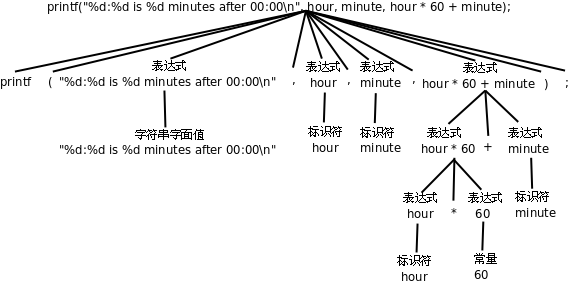 printf("%d:%d is %d minutes after 00:00\n", hour, minute, hour * 60 + minute);
表达式 表达式 表达式 表达式
printf ( "%d:%d is %d minutes after 00:00\n" , hour , minute , hour * 60 + minute ) ;
字符串字面值 标识符 标识符 表达式 表达式
"%d:%d is %d minutes after 00:00\n" hour minute hour * 60 + minute
表达式 表达式 标识符
hour * 60 minute
标识符 常量
hour 60